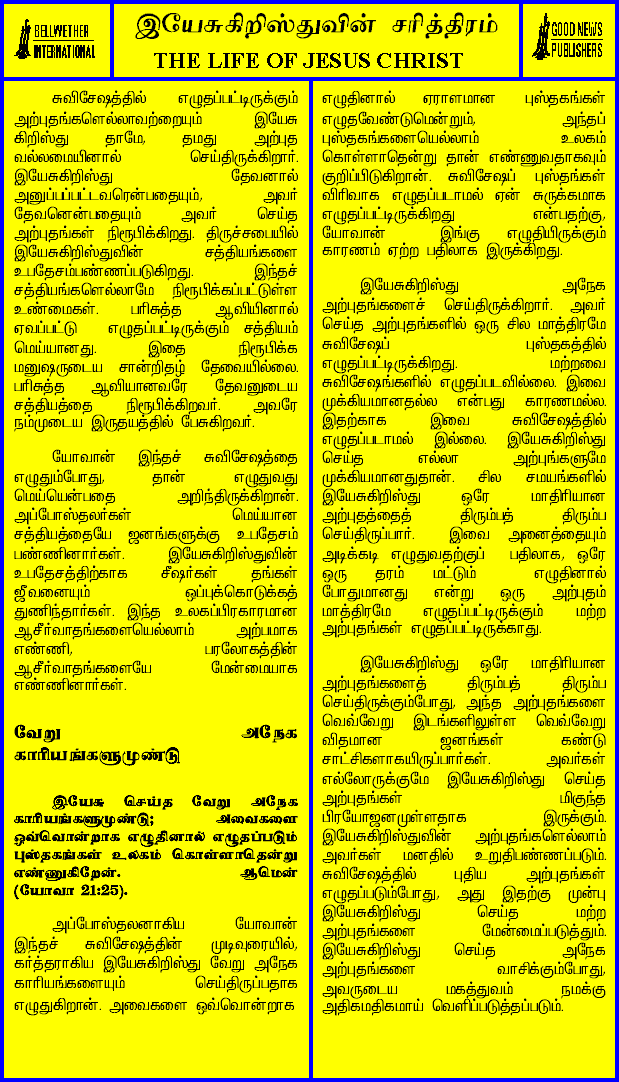 BELLWETHER
INTERNATIONAL
இயேசுகிறிஸ்துவின் சரித்திரம்
THE LIFE OF JESUS CHRIST
GOOD NEWS
PUBLISHERS
சுவிசேஷத்தில் எழுதப்பட்டிருக்கும்
அற்புதங்களெல்லாவற்றையும் இயேசு
கிறிஸ்து தாமே, தமது அற்புத
வல்லமையினால் செய்திருக்கிறார்.
இயேசுகிறிஸ்து தேவனால்
அனுப்பப்பட்டவரென்பதையும், அவர்
தேவனென்பதையும் அவர் செய்த
அற்புதங்கள் நிரூபிக்கிறது. திருச்சபையில்
இயேசுகிறிஸ்துவின் சத்தியங்களை
உபதேசம்பண்ணப்படுகிறது. இந்தச்
சத்தியங்களெல்லாமே நிரூபிக்கப்பட்டுள்ள
உண்மைகள். பரிசுத்த ஆவியினால்
ஏவப்பட்டு எழுதப்பட்டிருக்கும் சத்தியம்
மெய்யானது. இதை நிரூபிக்க
மனுஷருடைய சான்றிதழ் தேவையில்லை.
பரிசுத்த ஆவியானவரே தேவனுடைய
சத்தியத்தை நிரூபிக்கிறவர். அவரே
நம்முடைய இருதயத்தில் பேசுகிறவர்.
யோவான் இந்தச் சுவிசேஷத்தை
எழுதும்போது, தான் எழுதுவது
மெய்யென்பதை அறிந்திருக்கிறான்.
அப்போஸ்தலர்கள் மெய்யான
சத்தியத்தையே ஜனங்களுக்கு உபதேசம்
பண்ணினார்கள். இயேசுகிறிஸ்துவின்
உபதேசத்திற்காக சீஷர்கள் தங்கள்
ஜீவனையும் ஒப்புக்கொடுக்கத்
துணிந்தார்கள். இந்த உலகப்பிரகாரமான
ஆசீர்வாதங்களையெல்லாம் அற்பமாக
எண்ணி, பரலோகத்தின்
ஆசீர்வாதங்களையே மேன்மையாக
எண்ணினார்கள்.
வேறு அநேக
காரியங்களுமுண்டு
இயேசு செய்த வேறு அநேக
காரியங்களுமுண்டு; அவைகளை
ஒவ்வொன்றாக எழுதினால் எழுதப்படும்
புஸ்தகங்கள் உலகம் கொள்ளாதென்று
எண்ணுகிறேன். ஆமென்
(யோவா 21:25).
அப்போஸ்தலனாகிய யோவான்
இந்தச் சுவிசேஷத்தின் முடிவுரையில்,
கர்த்தராகிய இயேசுகிறிஸ்து வேறு அநேக
காரியங்களையும் செய்திருப்பதாக
எழுதுகிறான். அவைகளை ஒவ்வொன்றாக
எழுதினால் ஏராளமான புஸ்தகங்கள்
எழுதவேண்டுமென்றும், அந்தப்
புஸ்தகங்களையெல்லாம் உலகம்
கொள்ளாதென்று தான் எண்ணுவதாகவும்
குறிப்பிடுகிறான். சுவிசேஷப் புஸ்தங்கள்
விரிவாக எழுதப்படாமல் ஏன் சுருக்கமாக
எழுதப்பட்டிருக்கிறது என்பதற்கு,
யோவான் இங்கு எழுதியிருக்கும்
காரணம் ஏற்ற பதிலாக இருக்கிறது.
இயேசுகிறிஸ்து அநேக
அற்புதங்களைச் செய்திருக்கிறார். அவர்
செய்த அற்புதங்களில் ஒரு சில மாத்திரமே
சுவிசேஷப் புஸ்தகத்தில்
எழுதப்பட்டிருக்கிறது. மற்றவை
சுவிசேஷங்களில் எழுதப்படவில்லை. இவை
முக்கியமானதல்ல என்பது காரணமல்ல.
இதற்காக இவை சுவிசேஷத்தில்
எழுதப்படாமல் இல்லை. இயேசுகிறிஸ்து
செய்த எல்லா அற்புங்களுமே
முக்கியமானதுதான். சில சமயங்களில்
இயேசுகிறிஸ்து ஒரே மாதிரியான
அற்புதத்தைத் திரும்பத் திரும்ப
செய்திருப்பார். இவை அனைத்தையும்
அடிக்கடி எழுதுவதற்குப் பதிலாக, ஒரே
ஒரு தரம் மட்டும் எழுதினால்
போதுமானது என்று ஒரு அற்புதம்
மாத்திரமே எழுதப்பட்டிருக்கும் மற்ற
அற்புதங்கள் எழுதப்பட்டிருக்காது.
இயேசுகிறிஸ்து ஒரே மாதிரியான
அற்புதங்களைத் திரும்பத் திரும்ப
செய்திருக்கும்போது, அந்த அற்புதங்களை
வெவ்வேறு இடங்களிலுள்ள வெவ்வேறு
விதமான ஜனங்கள் கண்டு
சாட்சிகளாகயிருப்பார்கள். அவர்கள்
எல்லோருக்குமே இயேசுகிறிஸ்து செய்த
அற்புதங்கள் மிகுந்த
பிரயோஜனமுள்ளதாக இருக்கும்.
இயேசுகிறிஸ்துவின் அற்புதங்களெல்லாம்
அவர்கள் மனதில் உறுதிபண்ணப்படும்.
சுவிசேஷத்தில் புதிய அற்புதங்கள்
எழுதப்படும்போது, அது இதற்கு முன்பு
இயேசுகிறிஸ்து செய்த மற்ற
அற்புதங்களை மேன்மைப்படுத்தும்.
இயேசுகிறிஸ்து செய்த அநேக
அற்புதங்களை வாசிக்கும்போது,
அவருடைய மகத்துவம் நமக்கு
அதிகமதிகமாய் வெளிப்படுத்தப்படும்.